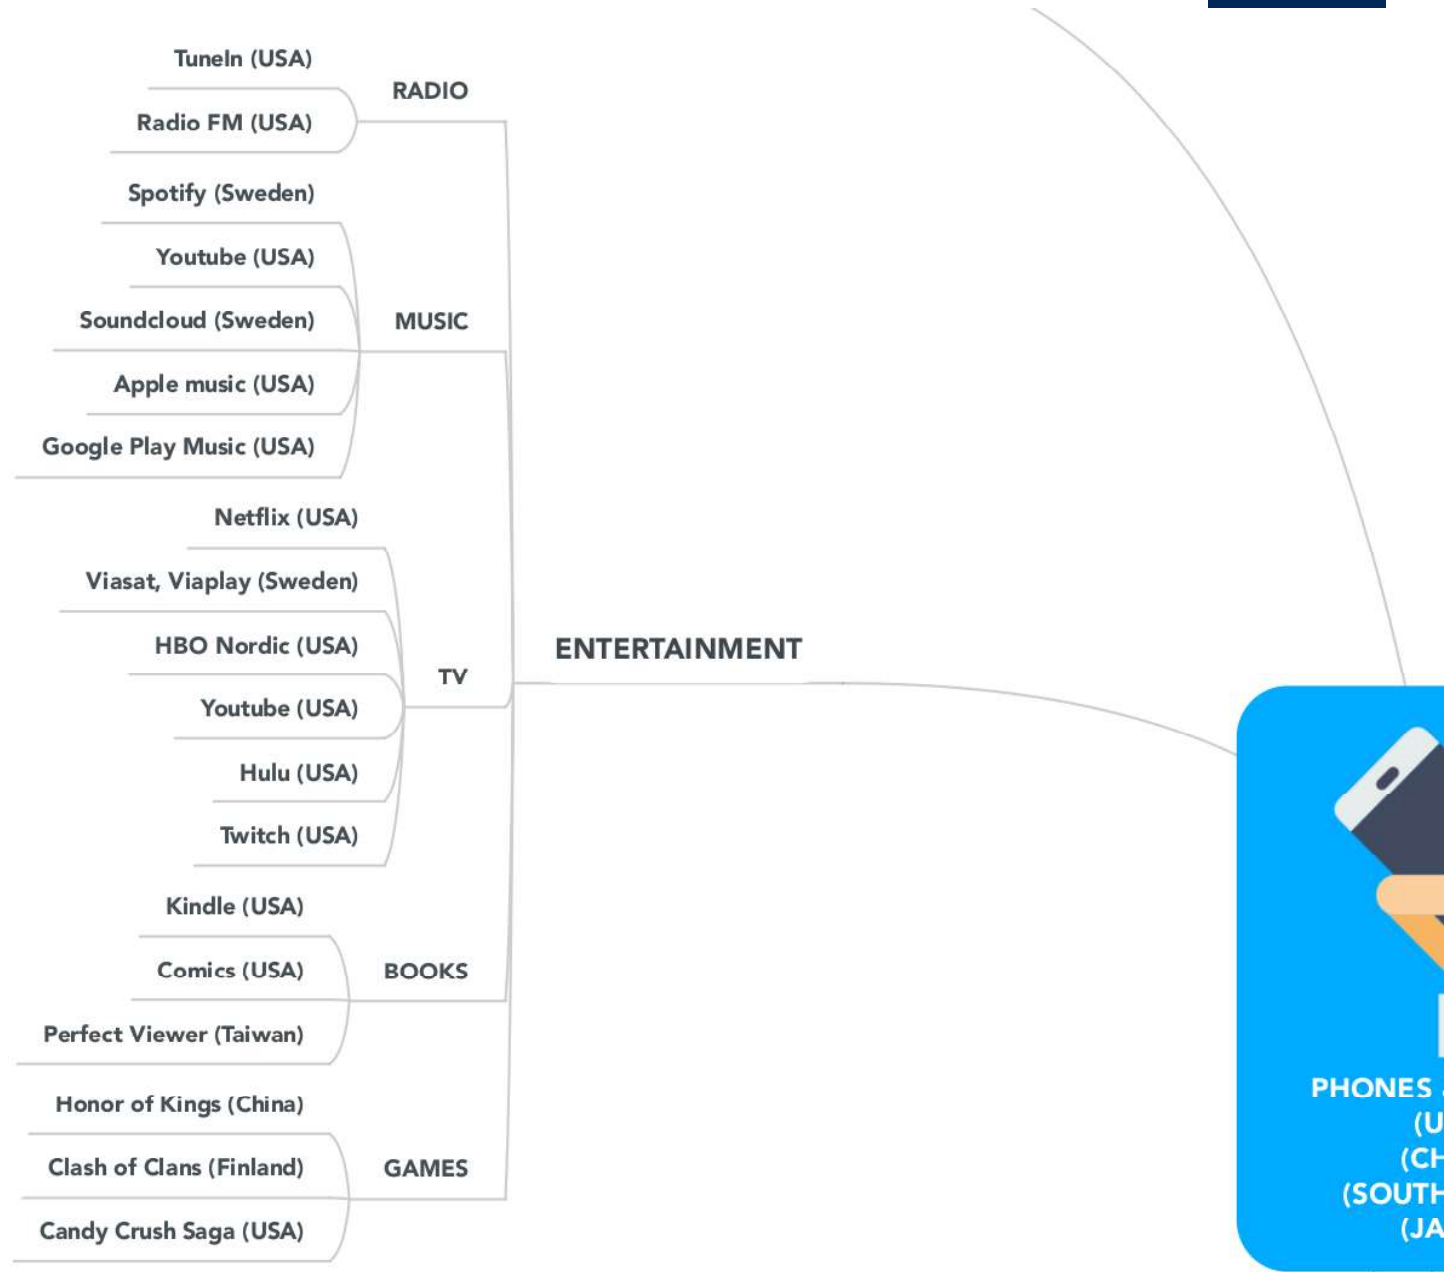 TuneIn (USA)
RADIO
Radio FM (USA)
Spotify (Sweden)
Youtube (USA)
Soundcloud (Sweden)
MUSIC
Apple music (USA)
Google Play Music (USA)
Netflix (USA)
Viasat, Viaplay (Sweden)
HBO Nordic (USA)
ENTERTAINMENT
TV
Youtube (USA)
Hulu (USA)
Twitch (USA)
Kindle (USA)
Comics (USA)
BOOKS
Perfect Viewer (Taiwan)
Honor of Kings (China)
Clash of Clans (Finland)
GAMES
Candy Crush Saga (USA)
PHONES
(U
(CH
(SOUTH
(JA